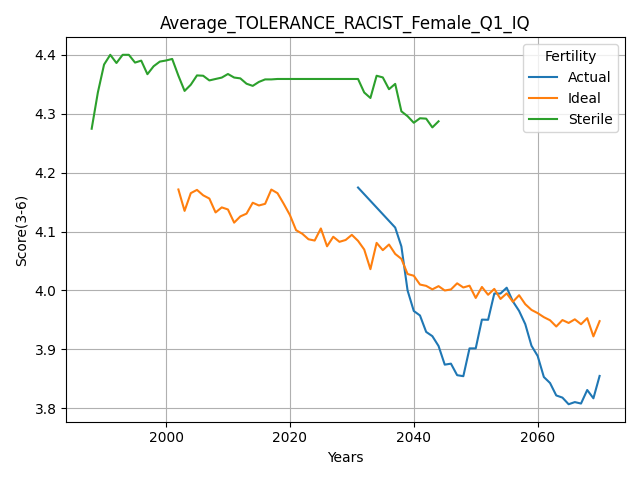 Average_TOLERANCE_RACIST_Female_Q1_IQ
Fertility
Actual
Ideal
Sterile
4.4
4.3
4.2
4.1
4.0
3.9
3.8
Score(3-6)
2000
2020
2040
2060
Years